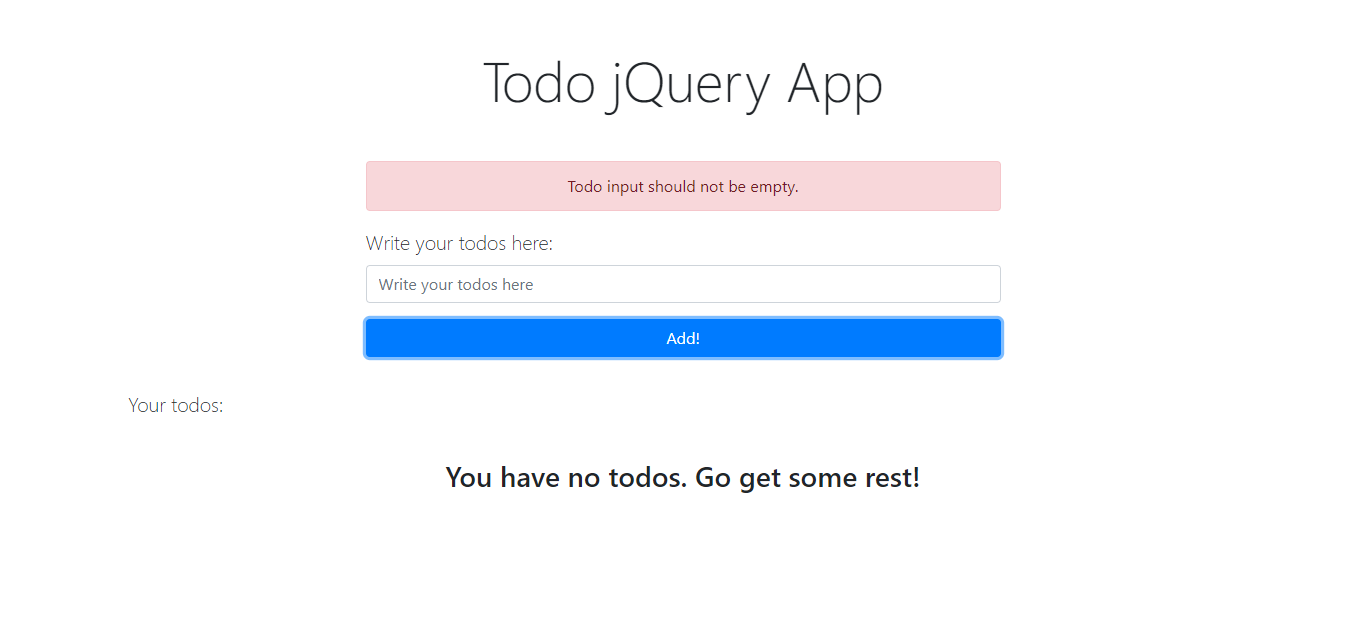 Todo jQuery App
Todo input should not be empty.
Write your todos here:
Write your todos here
Add!
Your todos:
You have no todos. Go get some rest!